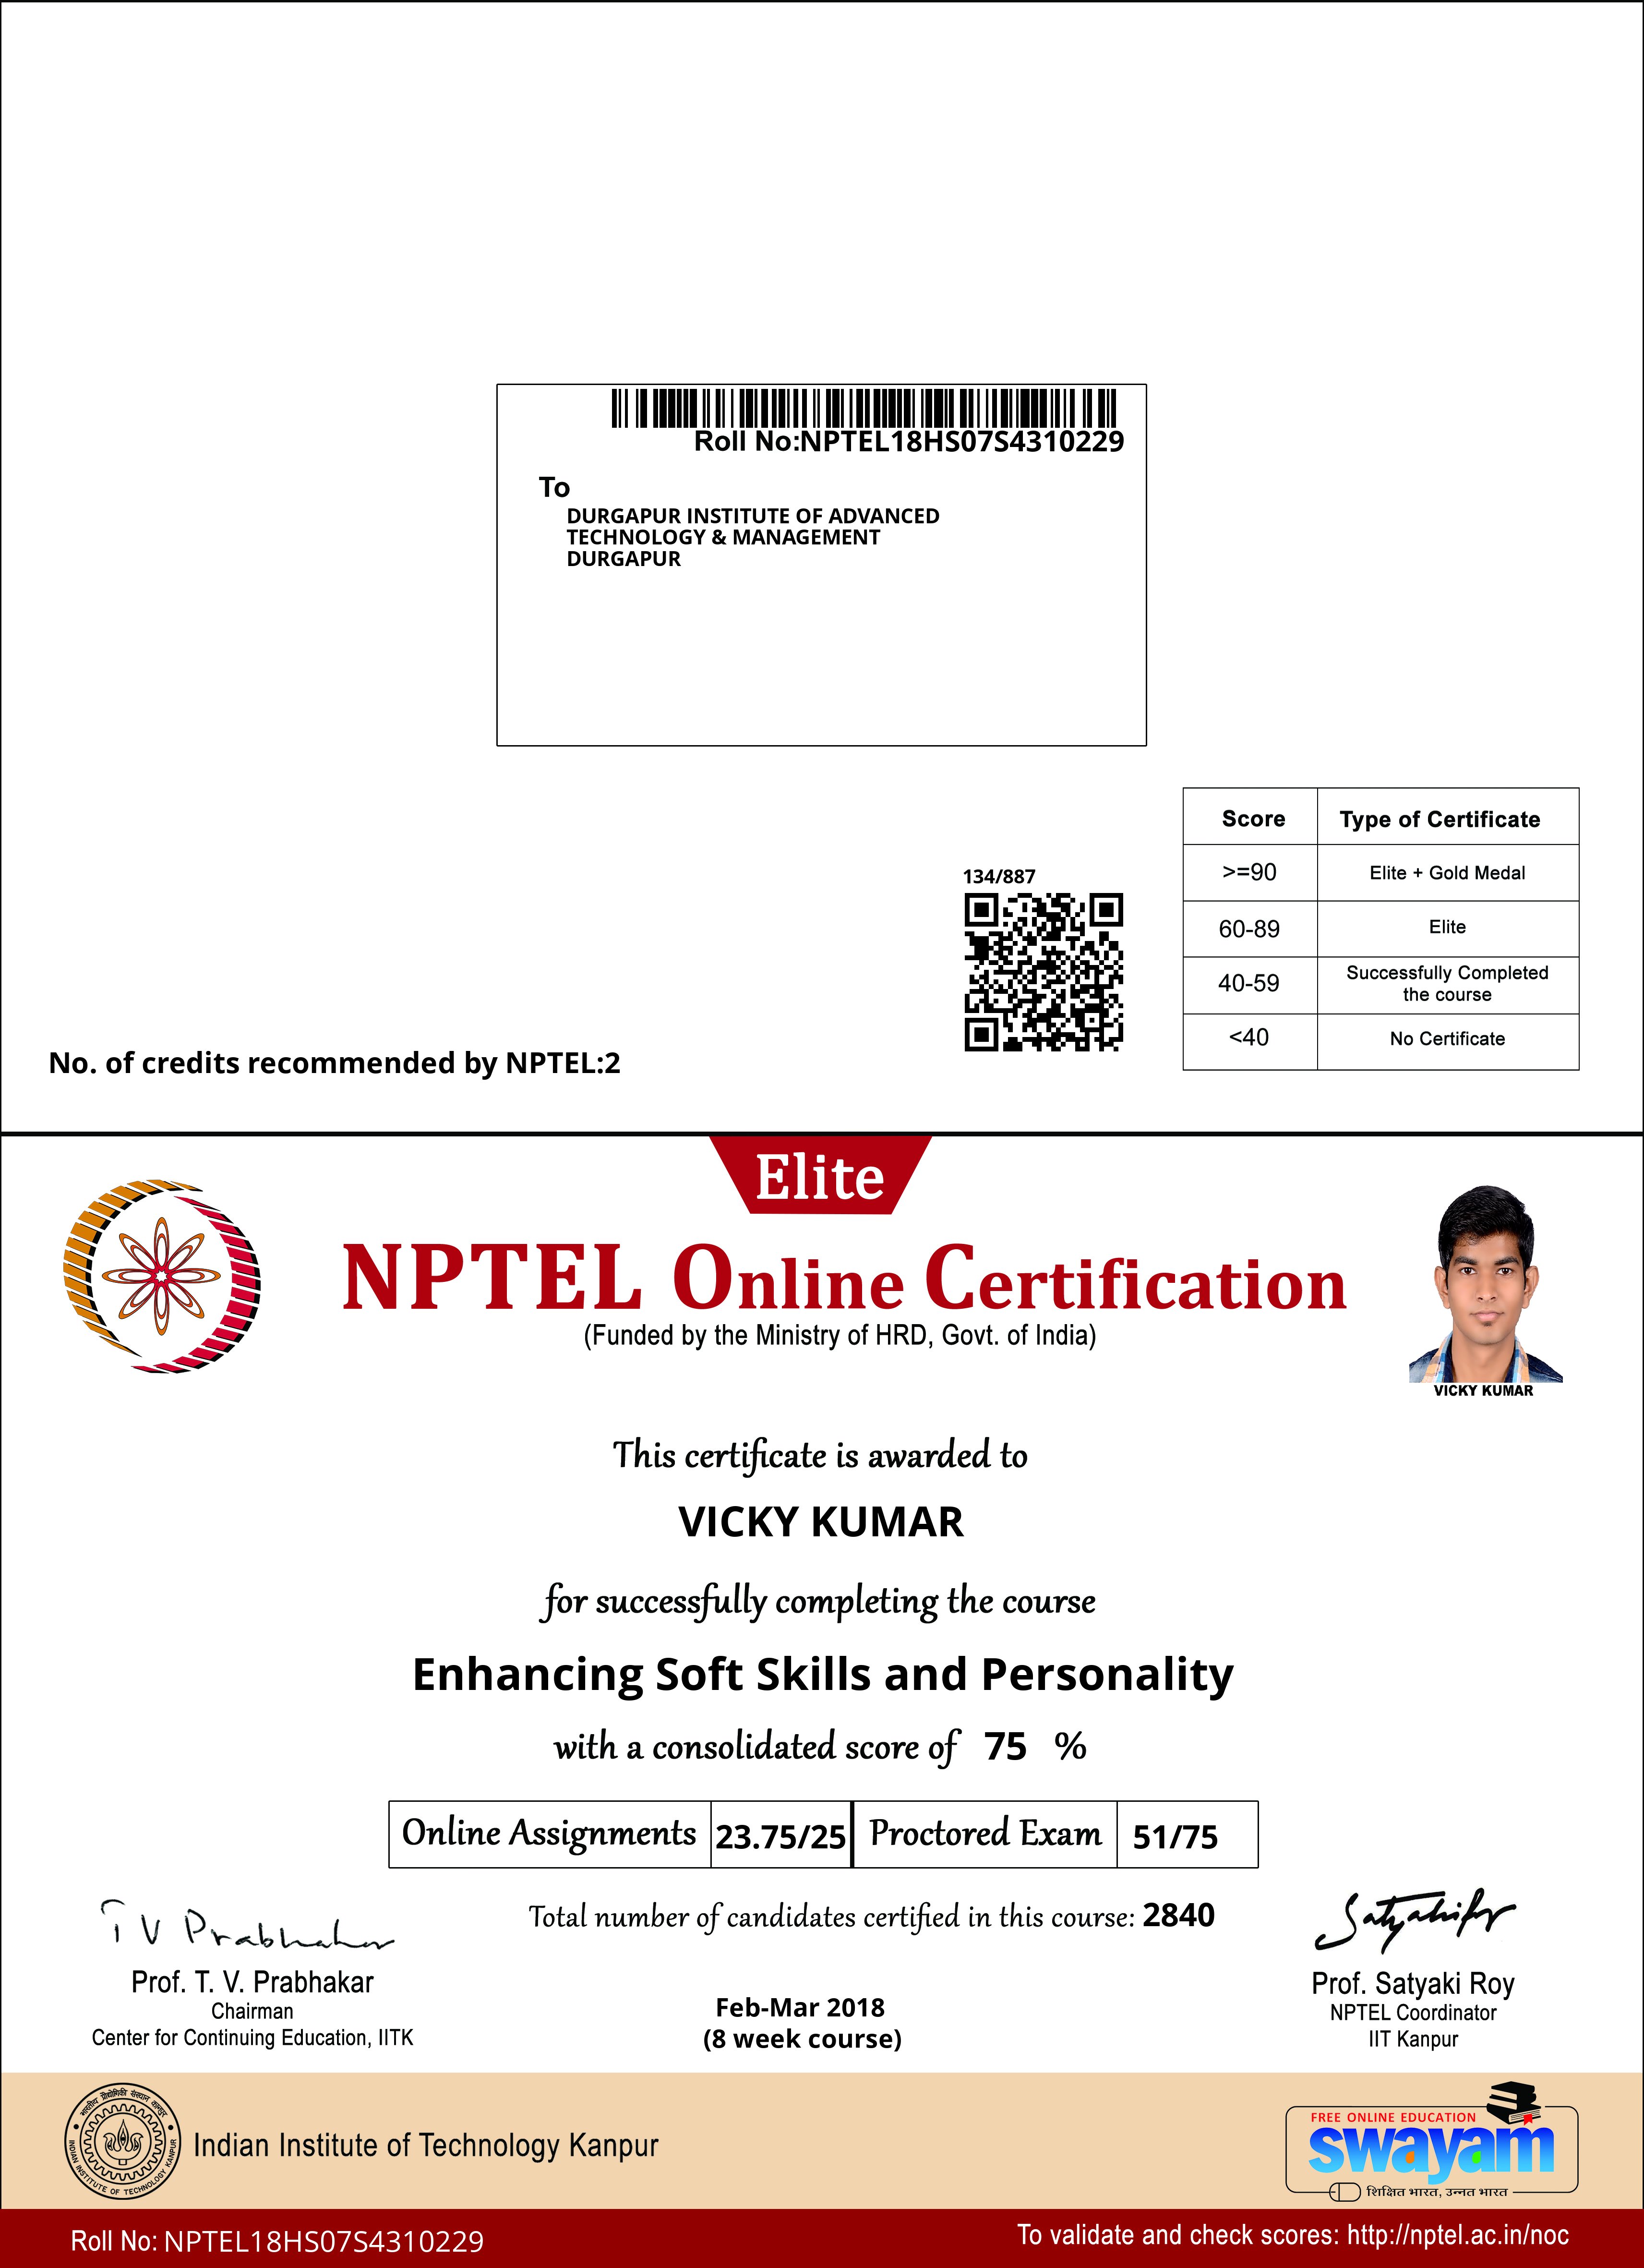 Roll No:NPTEL18HS07S4310229
To
DURGAPUR INSTITUTE OF ADVANCED
TECHNOLOGY & MANAGEMENT
DURGAPUR
Score Type of Certificate
>=90 Elite + Gold Medal
60-89 Elite
40-59 Successfully Completed
the course
<40 No Certificate
134/887
No. of credits recommended by NPTEL:2
Elite
NPTEL Online Certification
(Funded by the Ministry of HRD, Govt. of India)
VICKY KUMAR
This certificate is awarded to
VICKY KUMAR
for successfully completing the course
Enhancing Soft Skills and Personality
with a consolidated score of 75 %
Online Assignments 23.75/25 Proctored Exam 51/75
Total number of candidates certified in this course: 2840
T V Prabhakar
Prof. T. V. Prabhakar
Chairman
Center for Continuing Education, IITK
Feb-Mar 2018
(8 week course)
Prof. Satyaki Roy
NPTEL Coordinator
IIT Kanpur
भारतीय प्रौद्योगिकी संस्थान कानपुर
INDIAN INSTITUTE OF TECHNOLOGY KANPUR
Indian Institute of Technology Kanpur
FREE ONLINE EDUCATION
swayam
शिक्षित भारत, उन्नत भारत
Roll No: NPTEL18HS07S4310229
To validate and check scores: http://nptel.ac.in/noc